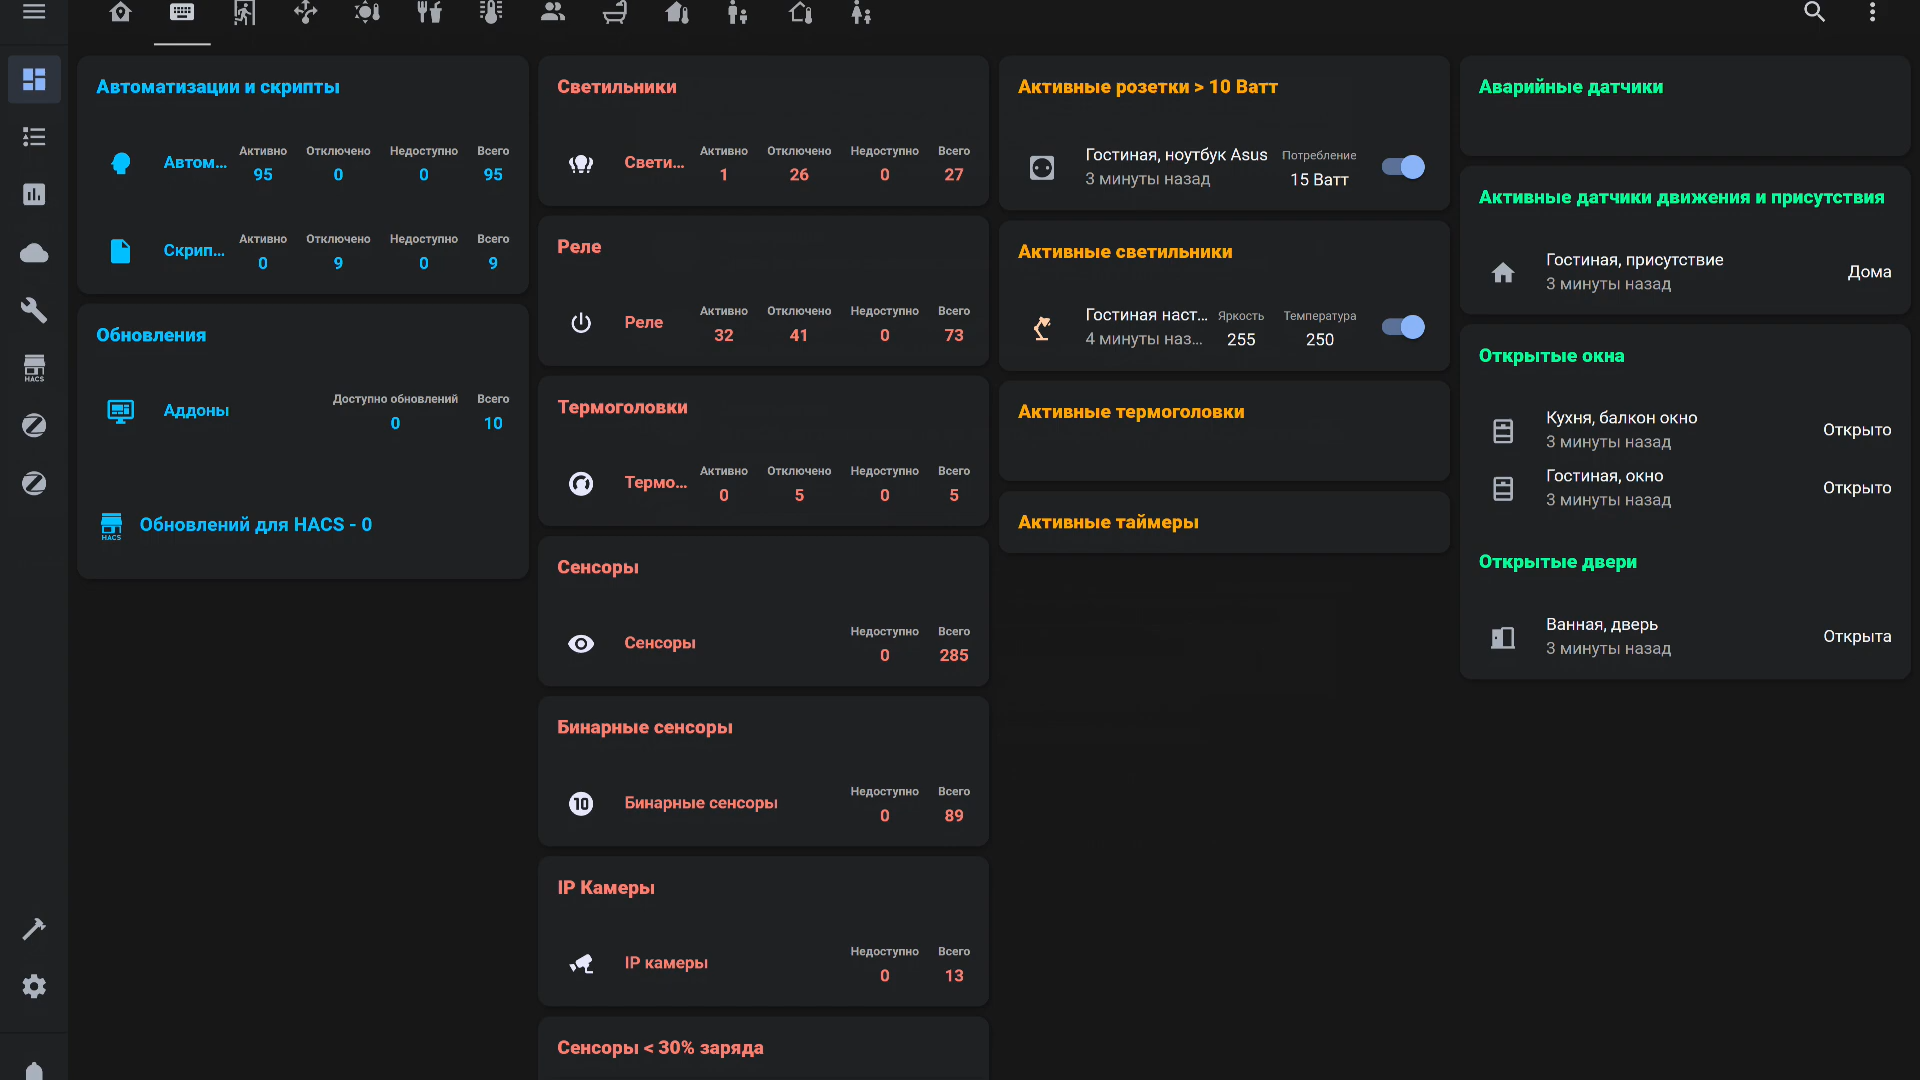 HACS
Автоматизации и скрипты
Автом...
Активно Отключено Недоступно Всего
95 0 0 95
Скрип...
Активно Отключено Недоступно Всего
0 9 0 9
Обновления
Аддоны
Доступно обновлений Всего
0 10
HACS
Обновлений для HACS - 0
Светильники
Свети...
Активно Отключено Недоступно Всего
1 26 0 27
Реле
Реле
Активно Отключено Недоступно Всего
32 41 0 73
Термоголовки
Термо...
Активно Отключено Недоступно Всего
0 5 0 5
Сенсоры
Сенсоры
Недоступно Всего
0 285
Бинарные сенсоры
10
Бинарные сенсоры
Недоступно Всего
0 89
IP Камеры
IP камеры
Недоступно Всего
0 13
Сенсоры < 30% заряда
Активные розетки > 10 Ватт
Гостиная, ноутбук Asus
3 минуты назад
Потребление
15 Ватт
Активные светильники
Гостиная наст...
4 минуты наз...
Яркость Температура
255 250
Активные термоголовки
Активные таймеры
Аварийные датчики
Активные датчики движения и присутствия
Гостиная, присутствие
3 минуты назад
Дома
Открытые окна
Кухня, балкон окно
3 минуты назад
Открыто
Гостиная, окно
3 минуты назад
Открыто
Открытые двери
Ванная, дверь
3 минуты назад
Открыта